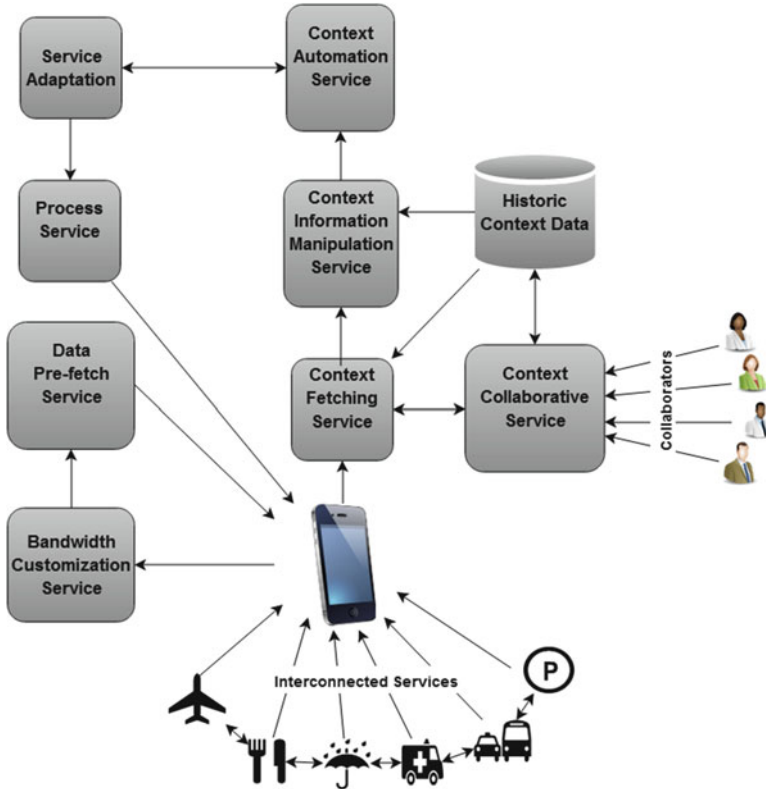 Service
Adaptation
Context
Automation
Service
Process
Service
Context
Information
Manipulation
Service
Historic
Context Data
Data
Pre-fetch
Service
Context
Fetching
Service
Context
Collaborative
Service
Collaborators
Bandwidth
Customization
Service
Interconnected Services
P